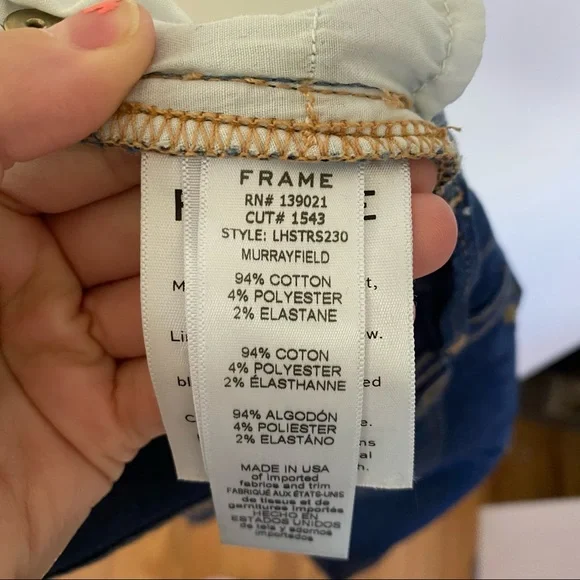 FRAME
RN# 139021
CUT# 1543
STYLE: LHSTRS230
MURRAYFIELD
94% COTTON
4% POLYESTER
2% ELASTANE
94% COTON
4% POLYESTER
2% ÉLASTHANNE
94% ALGODÓN
4% POLIESTER
2% ELASTÁNO
MADE IN USA
of imported
fabrics and trim
FABRIQUÉ AUX ÉTATS-UNIS
de tissus et de
garnitures importés
HECHO EN
ESTADOS UNIDOS
de tela y adornos
importados